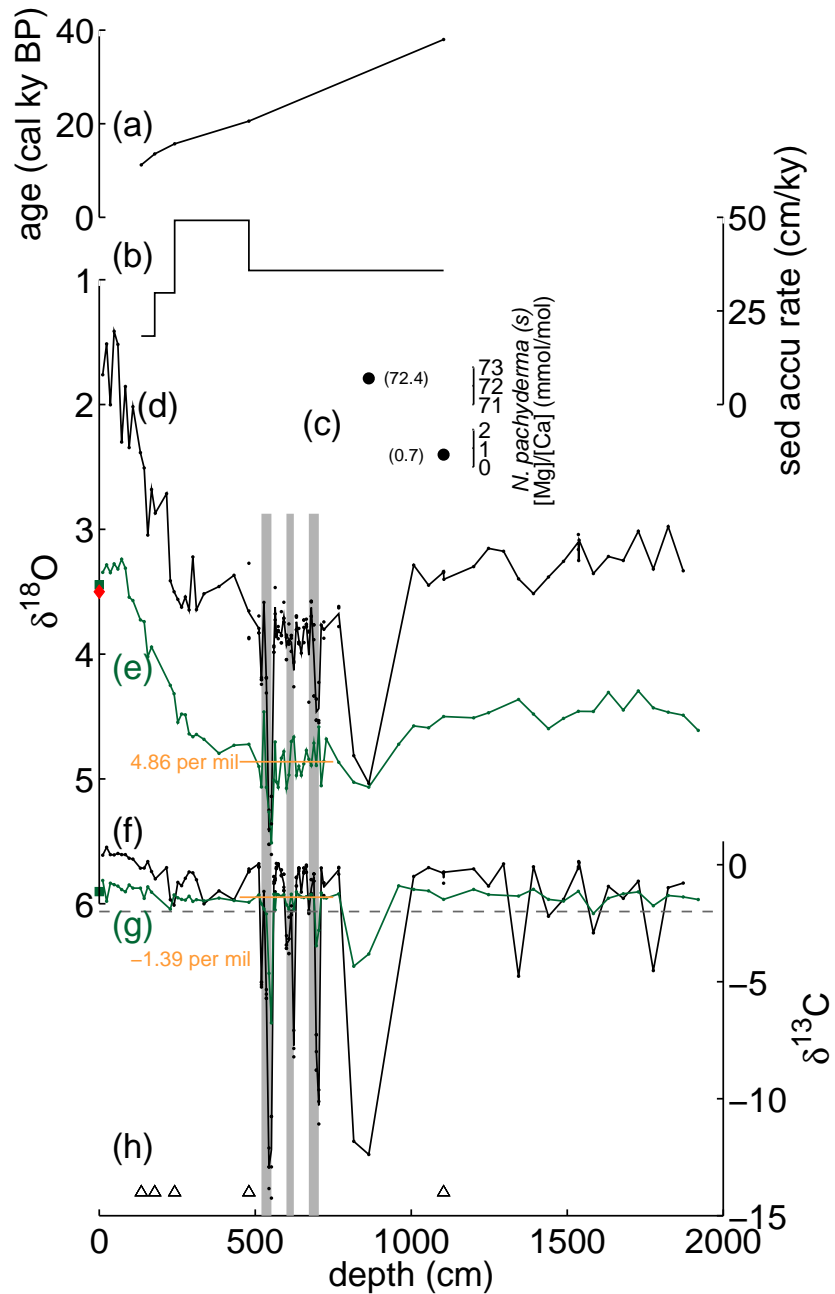 40
20
0
age (cal ky BP)
(a)
(b)
50
25
0
sed accu rate (cm/ky)
1
2
3
4
5
6
δ18O
(d)
(c)
(72.4)
73
72
71
(0.7)
2
1
0
N. pachyderma (s)
[Mg]/[Ca] (mmol/mol)
(e)
4.86 per mil
(f)
(g)
−1.39 per mil
0
−5
−10
−15
δ13C
(h)
0
500
1000
1500
2000
depth (cm)